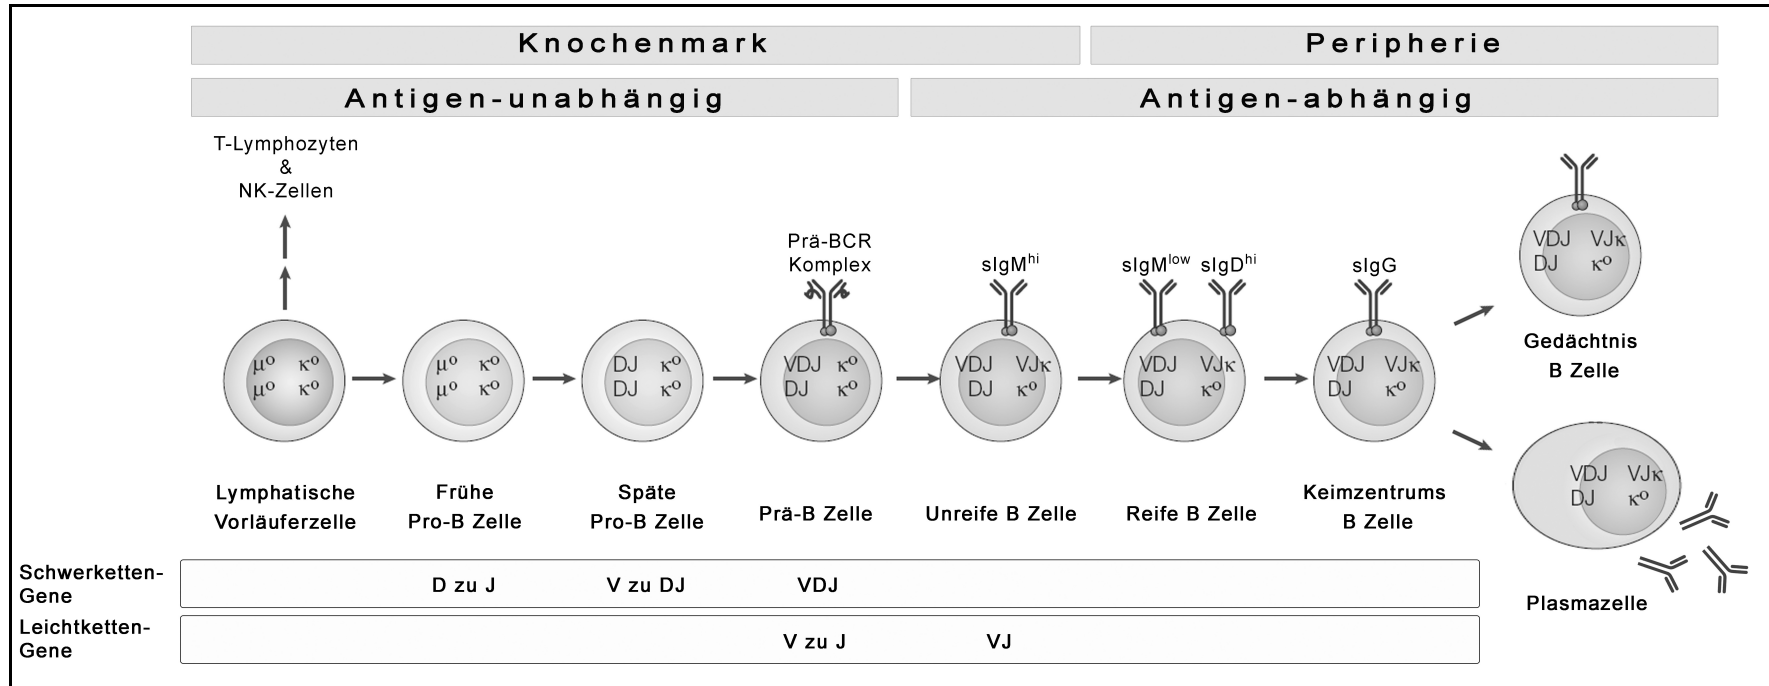 Knochenmark
Peripherie
Antigen-unabhängig
Antigen-abhängig
T-Lymphozyten
&
NK-Zellen
Prä-BCR
Komplex
sIgMhi
sIgMlow sIgDhi
sIgG
μo κo
μo κo
μo κo
μo κo
DJ κo
DJ κo
VDJ κo
DJ κo
VDJ VJκ
DJ κo
VDJ VJκ
DJ κo
VDJ VJκ
DJ κo
VDJ VJκ
DJ κo
Gedächtnis
B Zelle
VDJ VJκ
DJ κo
Plasmazelle
Lymphatische
Vorläuferzelle
Frühe
Pro-B Zelle
Späte
Pro-B Zelle
Prä-B Zelle
Unreife B Zelle
Reife B Zelle
Keimzentrums
B Zelle
Schwerketten-
Gene
D zu J
V zu DJ
VDJ
Leichtketten-
Gene
V zu J
VJ